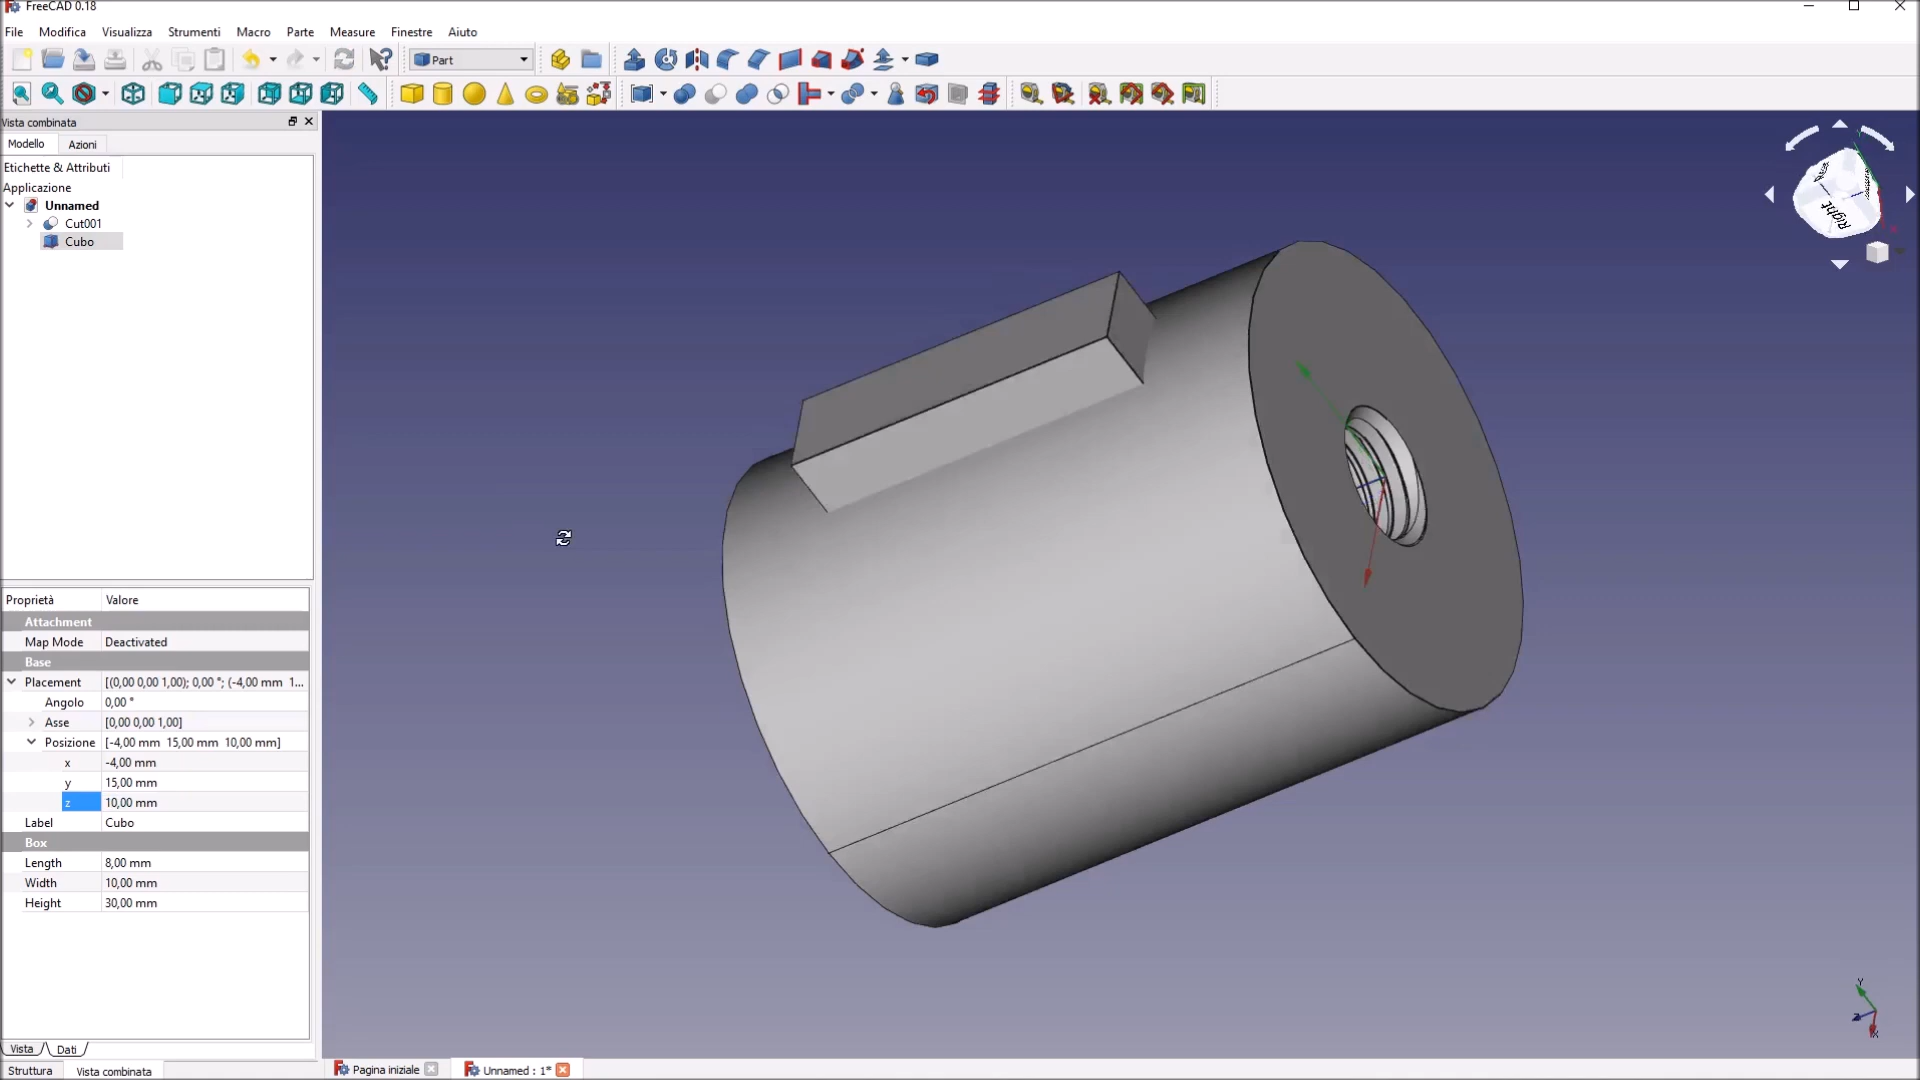 FreeCAD 0.18
File Modifica Visualizza Strumenti Macro Parte Measure Finestre Aiuto
Part
Vista combinata
Modello Azioni
Etichette & Attributi
Applicazione
Unnamed
Cut001
Cubo
Right
Proprietà Valore
Attachment
Map Mode Deactivated
Base
Placement [(0,00 0,00 1,00); 0,00 °; (-4,00 mm 1...
Angolo 0,00 °
Asse [0,00 0,00 1,00]
Posizione [-4,00 mm 15,00 mm 10,00 mm]
x -4,00 mm
y 15,00 mm
z 10,00 mm
Label Cubo
Box
Length 8,00 mm
Width 10,00 mm
Height 30,00 mm
Y
Z
X
Vista Dati
Struttura Vista combinata
Pagina iniziale Unnamed : 1*